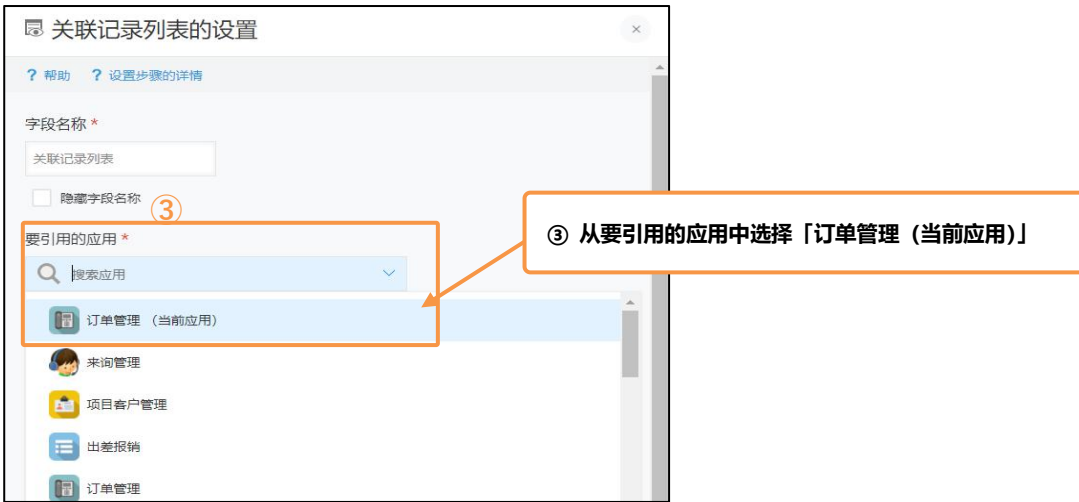 关联记录列表的设置
×
? 帮助 ? 设置步骤的详情
字段名称 *
关联记录列表
隐藏字段名称
③
要引用的应用 *
搜索应用
订单管理 （当前应用）
来询管理
项目客户管理
出差报销
订单管理
③ 从要引用的应用中选择「订单管理（当前应用）」